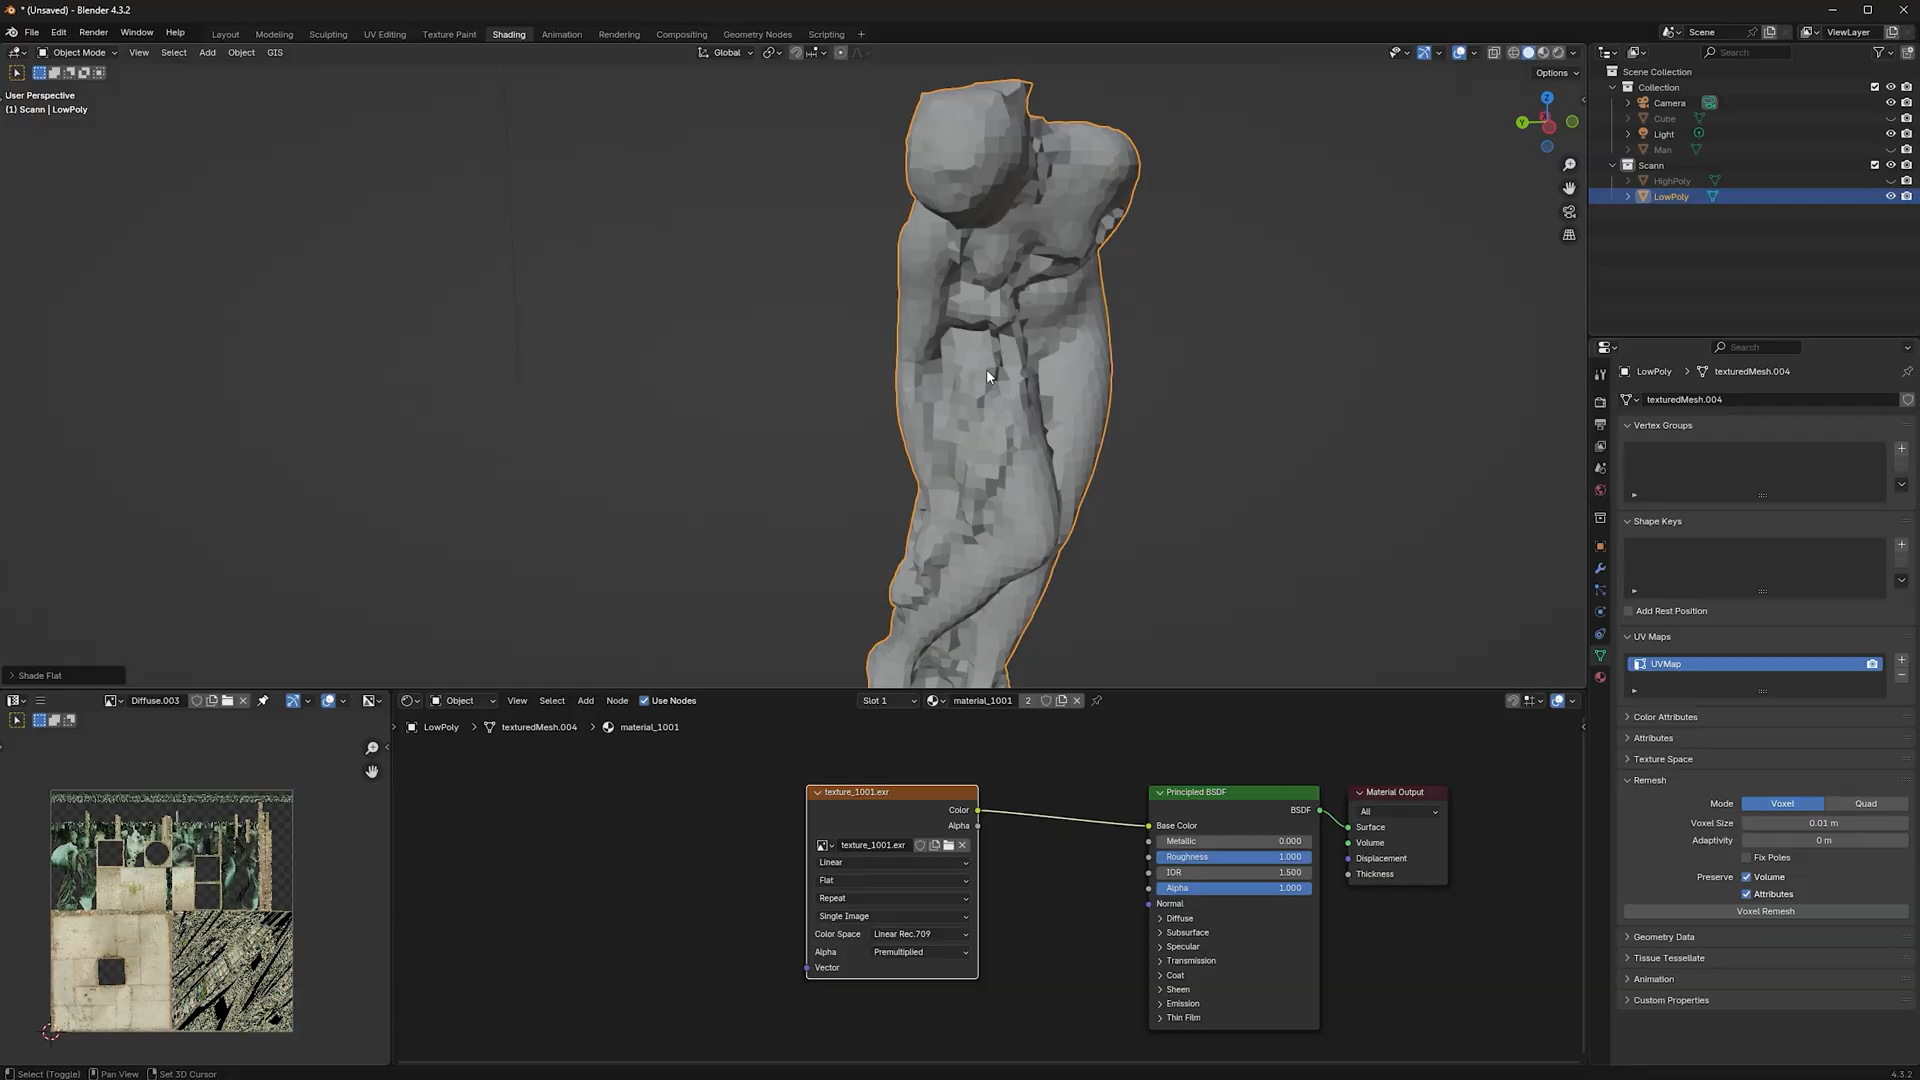 * (Unsaved) - Blender 4.3.2
File Edit Render Window Help Layout Modeling Sculpting UV Editing Texture Paint Shading Animation Rendering Compositing Geometry Nodes Scripting + Scene ViewLayer
Object Mode View Select Add Object GIS Global Search
Options
User Perspective
(1) Scann | LowPoly
Z
Y
Scene Collection
Collection
Camera
Cube
Light
Man
Scann
HighPoly
LowPoly
Search
LowPoly > texturedMesh.004
texturedMesh.004
Vertex Groups
Shape Keys
Add Rest Position
UV Maps
UVMap
Color Attributes
Attributes
Texture Space
Remesh
Mode Voxel Quad
Voxel Size 0.01 m
Adaptivity 0 m
Fix Poles
Preserve Volume
Attributes
Voxel Remesh
Geometry Data
Tissue Tessellate
Animation
Custom Properties
Shade Flat
Diffuse.003
Object View Select Add Node Use Nodes Slot 1 material_1001 2
LowPoly > texturedMesh.004 > material_1001
texture_1001.exr
Color
Alpha
texture_1001.exr
Linear
Flat
Repeat
Single Image
Color Space Linear Rec.709
Alpha Premultiplied
Vector
Principled BSDF
BSDF
Base Color
Metallic 0.000
Roughness 1.000
IOR 1.500
Alpha 1.000
Normal
Diffuse
Subsurface
Specular
Transmission
Coat
Sheen
Emission
Thin Film
Material Output
All
Surface
Volume
Displacement
Thickness
Select (Toggle) Pan View Set 3D Cursor 4.3.2